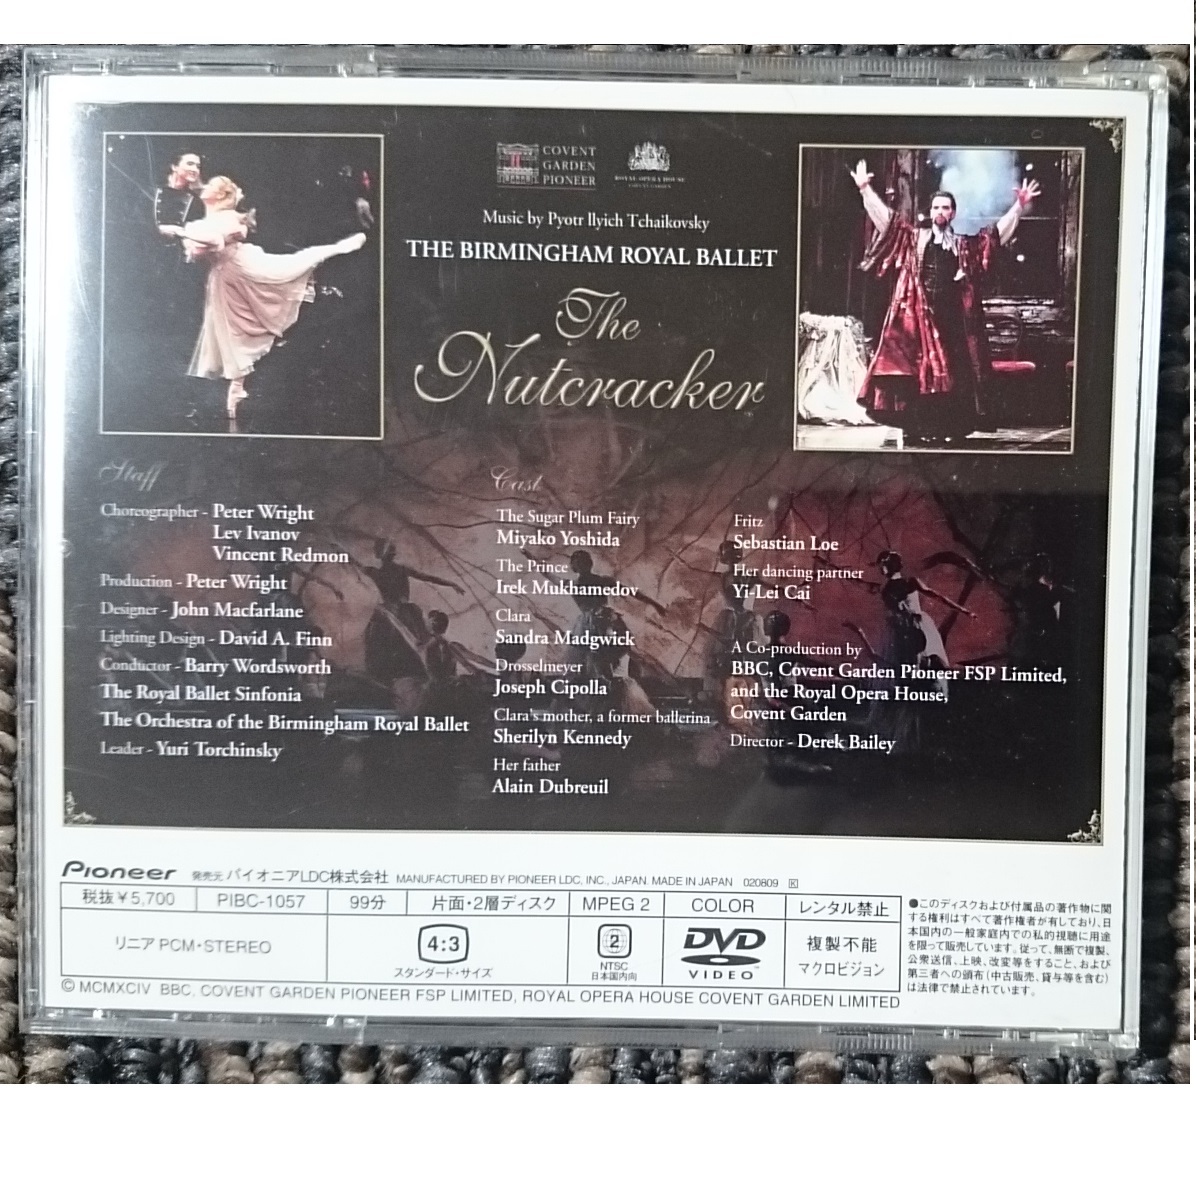 COVENT
GARDEN
PIONEER
ROYAL OPERA HOUSE
COVENT GARDEN
Music by Pyotr Ilyich Tchaikovsky
THE BIRMINGHAM ROYAL BALLET
The
Nutcracker
Staff
Choreographer - Peter Wright
Lev Ivanov
Vincent Redmon
Production - Peter Wright
Designer - John Macfarlane
Lighting Design - David A. Finn
Conductor - Barry Wordsworth
The Royal Ballet Sinfonia
The Orchestra of the Birmingham Royal Ballet
Leader - Yuri Torchinsky
Cast
The Sugar Plum Fairy
Miyako Yoshida
The Prince
Irek Mukhamedov
Clara
Sandra Madgwick
Drosselmeyer
Joseph Cipolla
Clara's mother, a former ballerina
Sherilyn Kennedy
Her father
Alain Dubreuil
Fritz
Sebastian Loe
Her dancing partner
Yi-Lei Cai
A Co-production by
BBC, Covent Garden Pioneer FSP Limited,
and the Royal Opera House,
Covent Garden
Director - Derek Bailey
Pioneer 発売元 パイオニアLDC株式会社 MANUFACTURED BY PIONEER LDC, INC., JAPAN. MADE IN JAPAN 020809 K
税抜¥5,700 PIBC-1057 99分 片面・2層ディスク MPEG 2 COLOR レンタル禁止
リニア PCM・STEREO
4:3
スタンダード・サイズ
2
NTSC
日本国内向
DVD
VIDEO
複製不能
マクロビジョン
●このディスクおよび付属品の著作物に関
する権利はすべて著作権者が有しており、日
本国内の一般家庭内での私的視聴に用途
を限って販売しています。従って、無断で複製、
公衆送信、上映、改変等をすること、および
第三者への頒布(中古販売、貸与等を含む)
は法律で禁止されています。
© MCMXCIV BBC, COVENT GARDEN PIONEER FSP LIMITED, ROYAL OPERA HOUSE COVENT GARDEN LIMITED